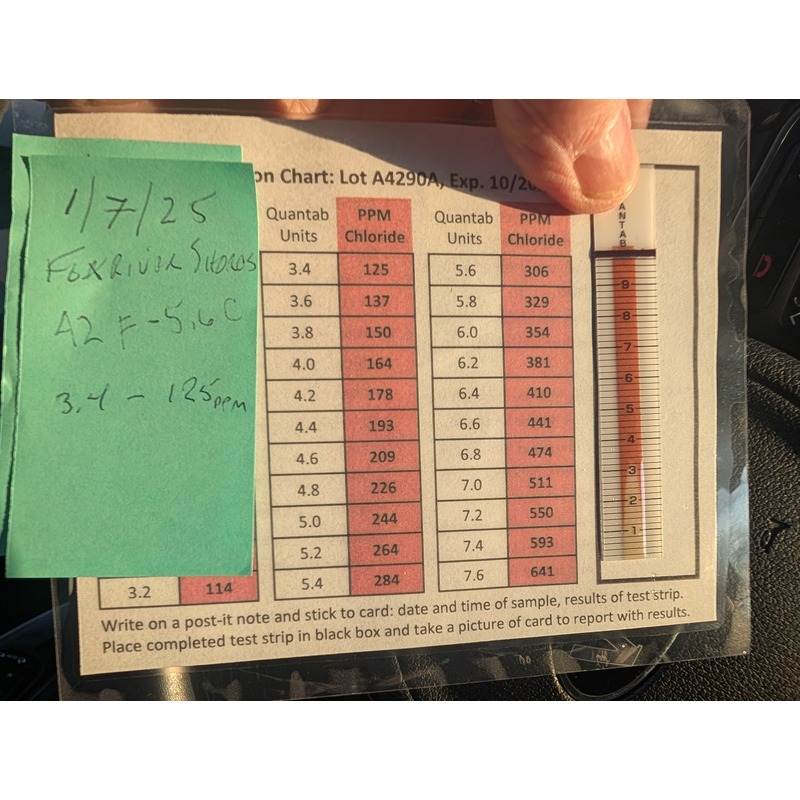 on Chart: Lot A4290A, Exp. 10/20
1/7/25
FOX RIVER SHORES
A2 F-5.6 C
3.4 - 125 ppm
Quantab Units PPM Chloride Quantab Units PPM Chloride
3.4 125 5.6 306
3.6 137 5.8 329
3.8 150 6.0 354
4.0 164 6.2 381
4.2 178 6.4 410
4.4 193 6.6 441
4.6 209 6.8 474
4.8 226 7.0 511
5.0 244 7.2 550
5.2 264 7.4 593
3.2 114 5.4 284 7.6 641
ANTAB
9
8
7
6
5
4
3
2
1
Write on a post-it note and stick to card: date and time of sample, results of test strip.
Place completed test strip in black box and take a picture of card to report with results.